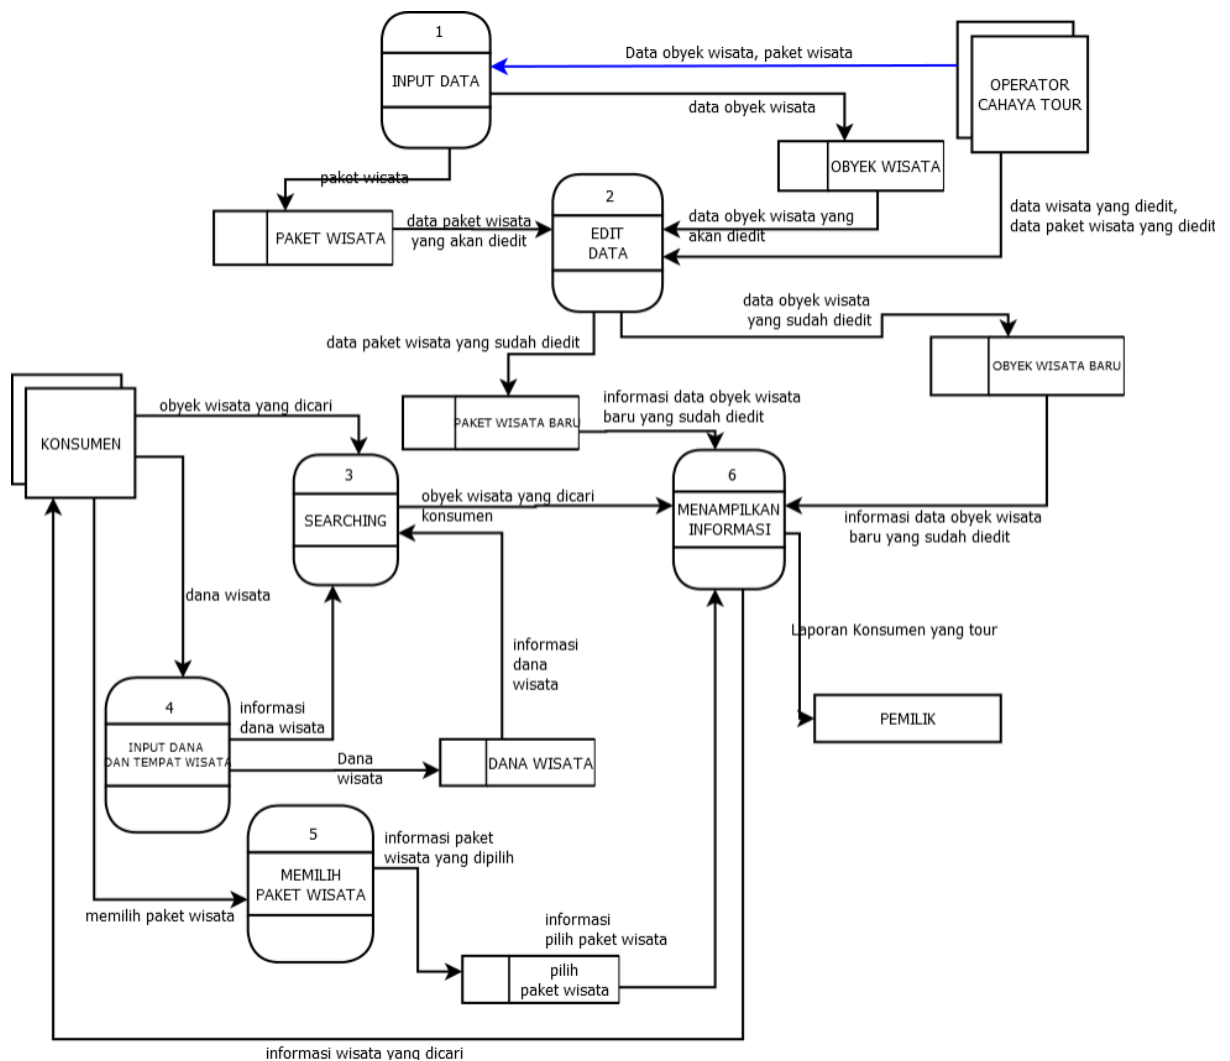 1
INPUT DATA
Data obyek wisata, paket wisata
OPERATOR
CAHAYA TOUR
data obyek wisata
OBYEK WISATA
paket wisata
PAKET WISATA
data paket wisata
yang akan diedit
2
EDIT
DATA
data obyek wisata yang
akan diedit
data wisata yang diedit,
data paket wisata yang diedit
data paket wisata yang sudah diedit
data obyek wisata
yang sudah diedit
OBYEK WISATA BARU
KONSUMEN
obyek wisata yang dicari
PAKET WISATA BARU
informasi data obyek wisata
baru yang sudah diedit
3
SEARCHING
obyek wisata yang dicari
konsumen
6
MENAMPILKAN
INFORMASI
informasi data obyek wisata
baru yang sudah diedit
dana wisata
informasi
dana
wisata
Laporan Konsumen yang tour
PEMILIK
4
INPUT DANA
DAN TEMPAT WISATA
informasi
dana wisata
Dana
wisata
DANA WISATA
5
MEMILIH
PAKET WISATA
informasi paket
wisata yang dipilih
memilih paket wisata
informasi
pilih paket wisata
pilih
paket wisata
informasi wisata yang dicari